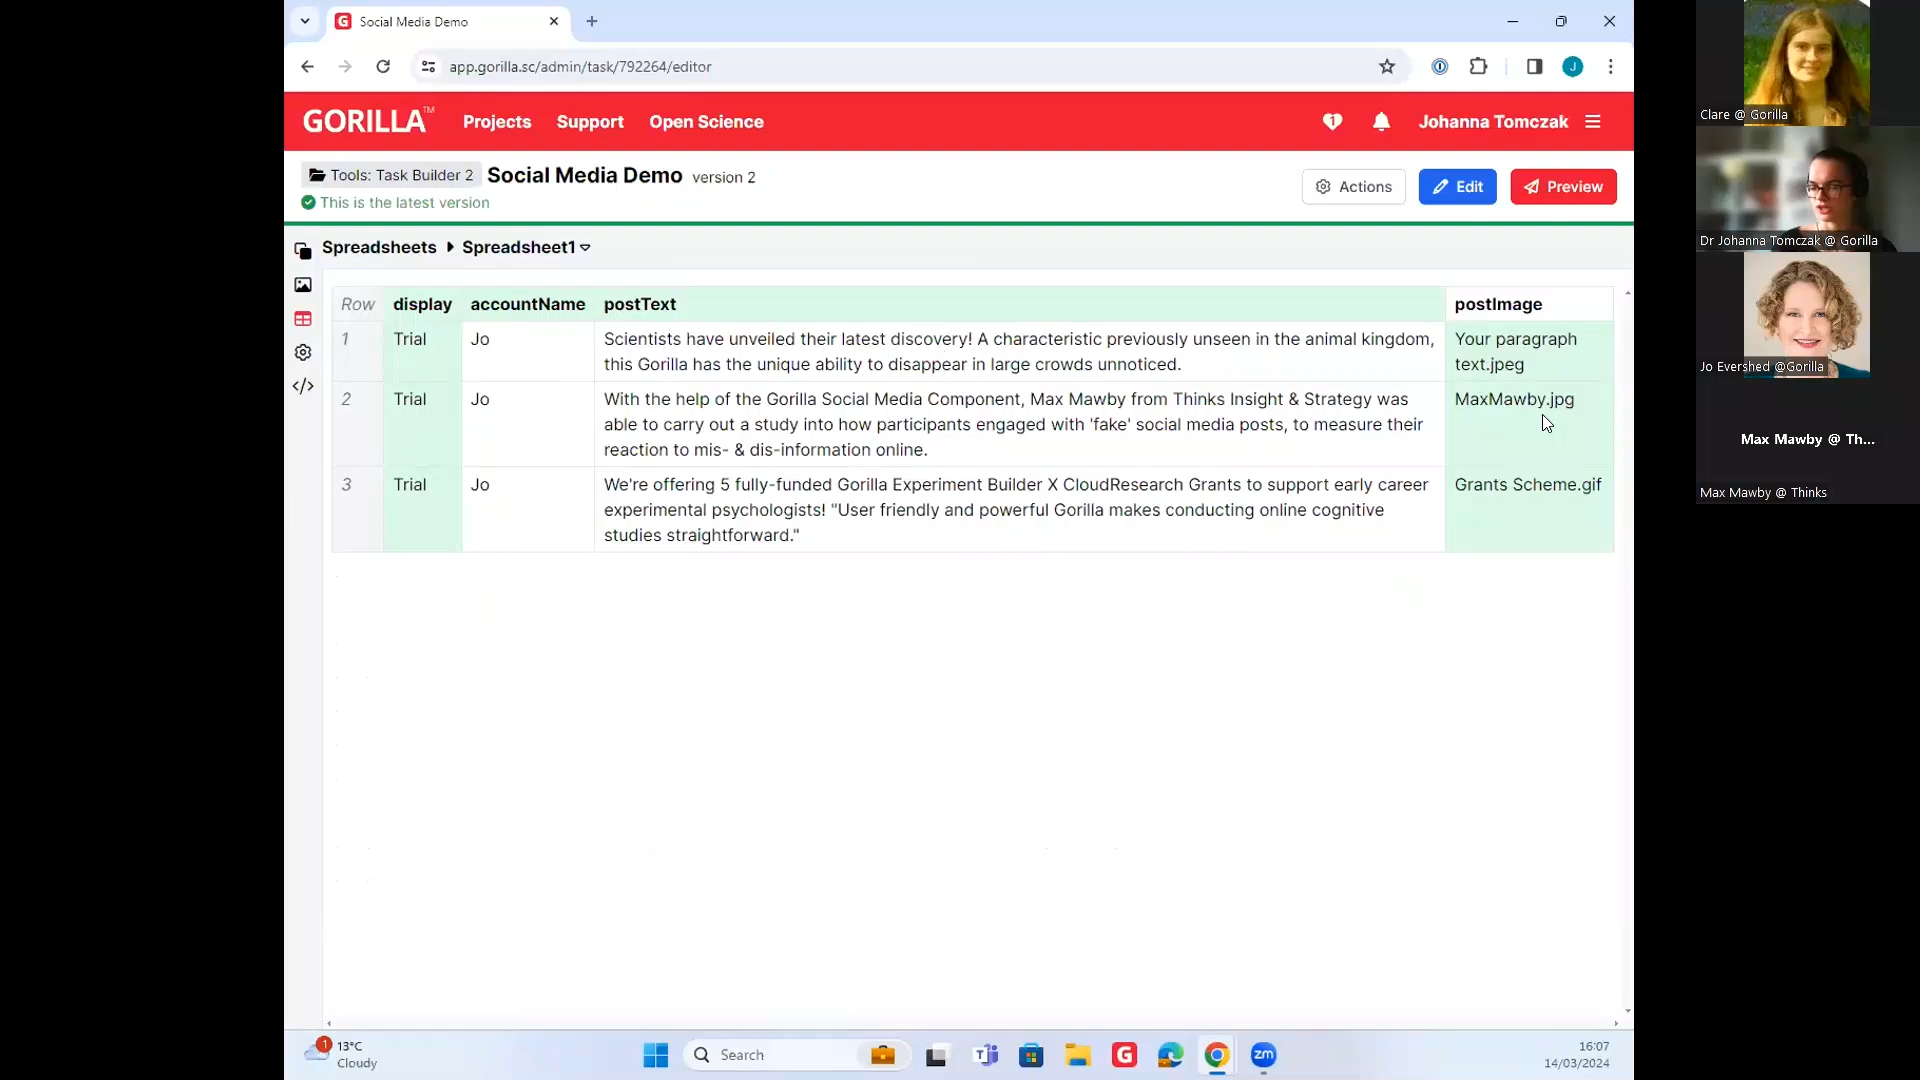 Social Media Demo
app.gorilla.sc/admin/task/792264/editor
J
GORILLA™
Projects
Support
Open Science
Johanna Tomczak
Tools: Task Builder 2
Social Media Demo version 2
This is the latest version
Actions
Edit
Preview
Spreadsheets Spreadsheet1
Row display accountName postText postImage
1 Trial Jo Scientists have unveiled their latest discovery! A characteristic previously unseen in the animal kingdom, Your paragraph
this Gorilla has the unique ability to disappear in large crowds unnoticed. text.jpeg
2 Trial Jo With the help of the Gorilla Social Media Component, Max Mawby from Thinks Insight & Strategy was MaxMawby.jpg
able to carry out a study into how participants engaged with 'fake' social media posts, to measure their
reaction to mis- & dis-information online.
3 Trial Jo We're offering 5 fully-funded Gorilla Experiment Builder X CloudResearch Grants to support early career Grants Scheme.gif
experimental psychologists! "User friendly and powerful Gorilla makes conducting online cognitive
studies straightforward."
1
13°C
Cloudy
Search
zm
16:07
14/03/2024
Clare @ Gorilla
Dr Johanna Tomczak @ Gorilla
Jo Evershed @Gorilla
Max Mawby @ Th...
Max Mawby @ Thinks